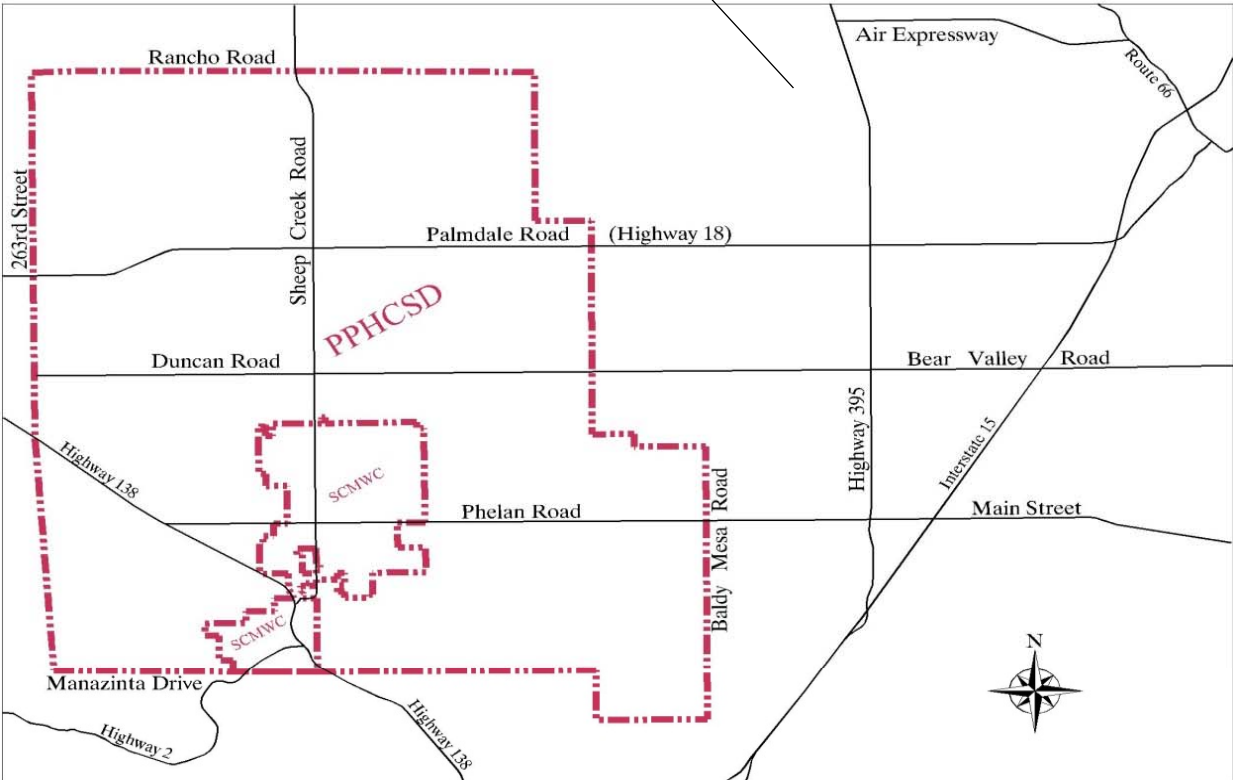 Air Expressway
Rancho Road
Route 66
263rd Street
Sheep Creek Road
Palmdale Road (Highway 18)
PPHCSD
Duncan Road
Bear Valley Road
Highway 395
Interstate 15
Highway 138
SCMWC
Phelan Road
Main Street
Baldy Mesa Road
SCMWC
N
Manazinta Drive
Highway 2
Highway 138